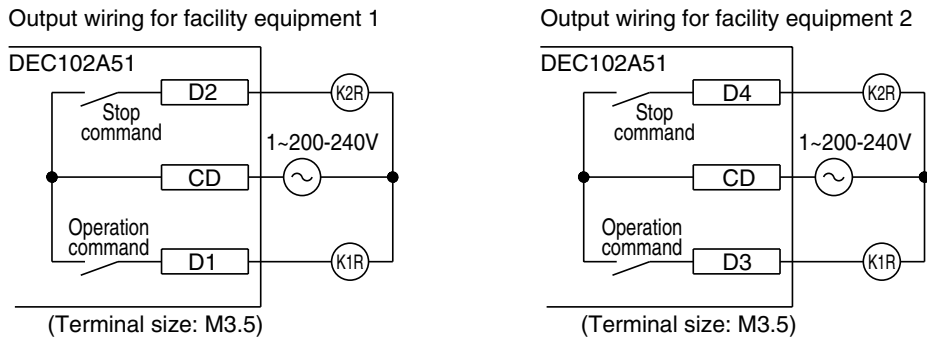 Output wiring for facility equipment 1
DEC102A51
D2
K2R
Stop
command
1~200-240V
CD
Operation
command
D1
K1R
(Terminal size: M3.5)
Output wiring for facility equipment 2
DEC102A51
D4
K2R
Stop
command
1~200-240V
CD
Operation
command
D3
K1R
(Terminal size: M3.5)